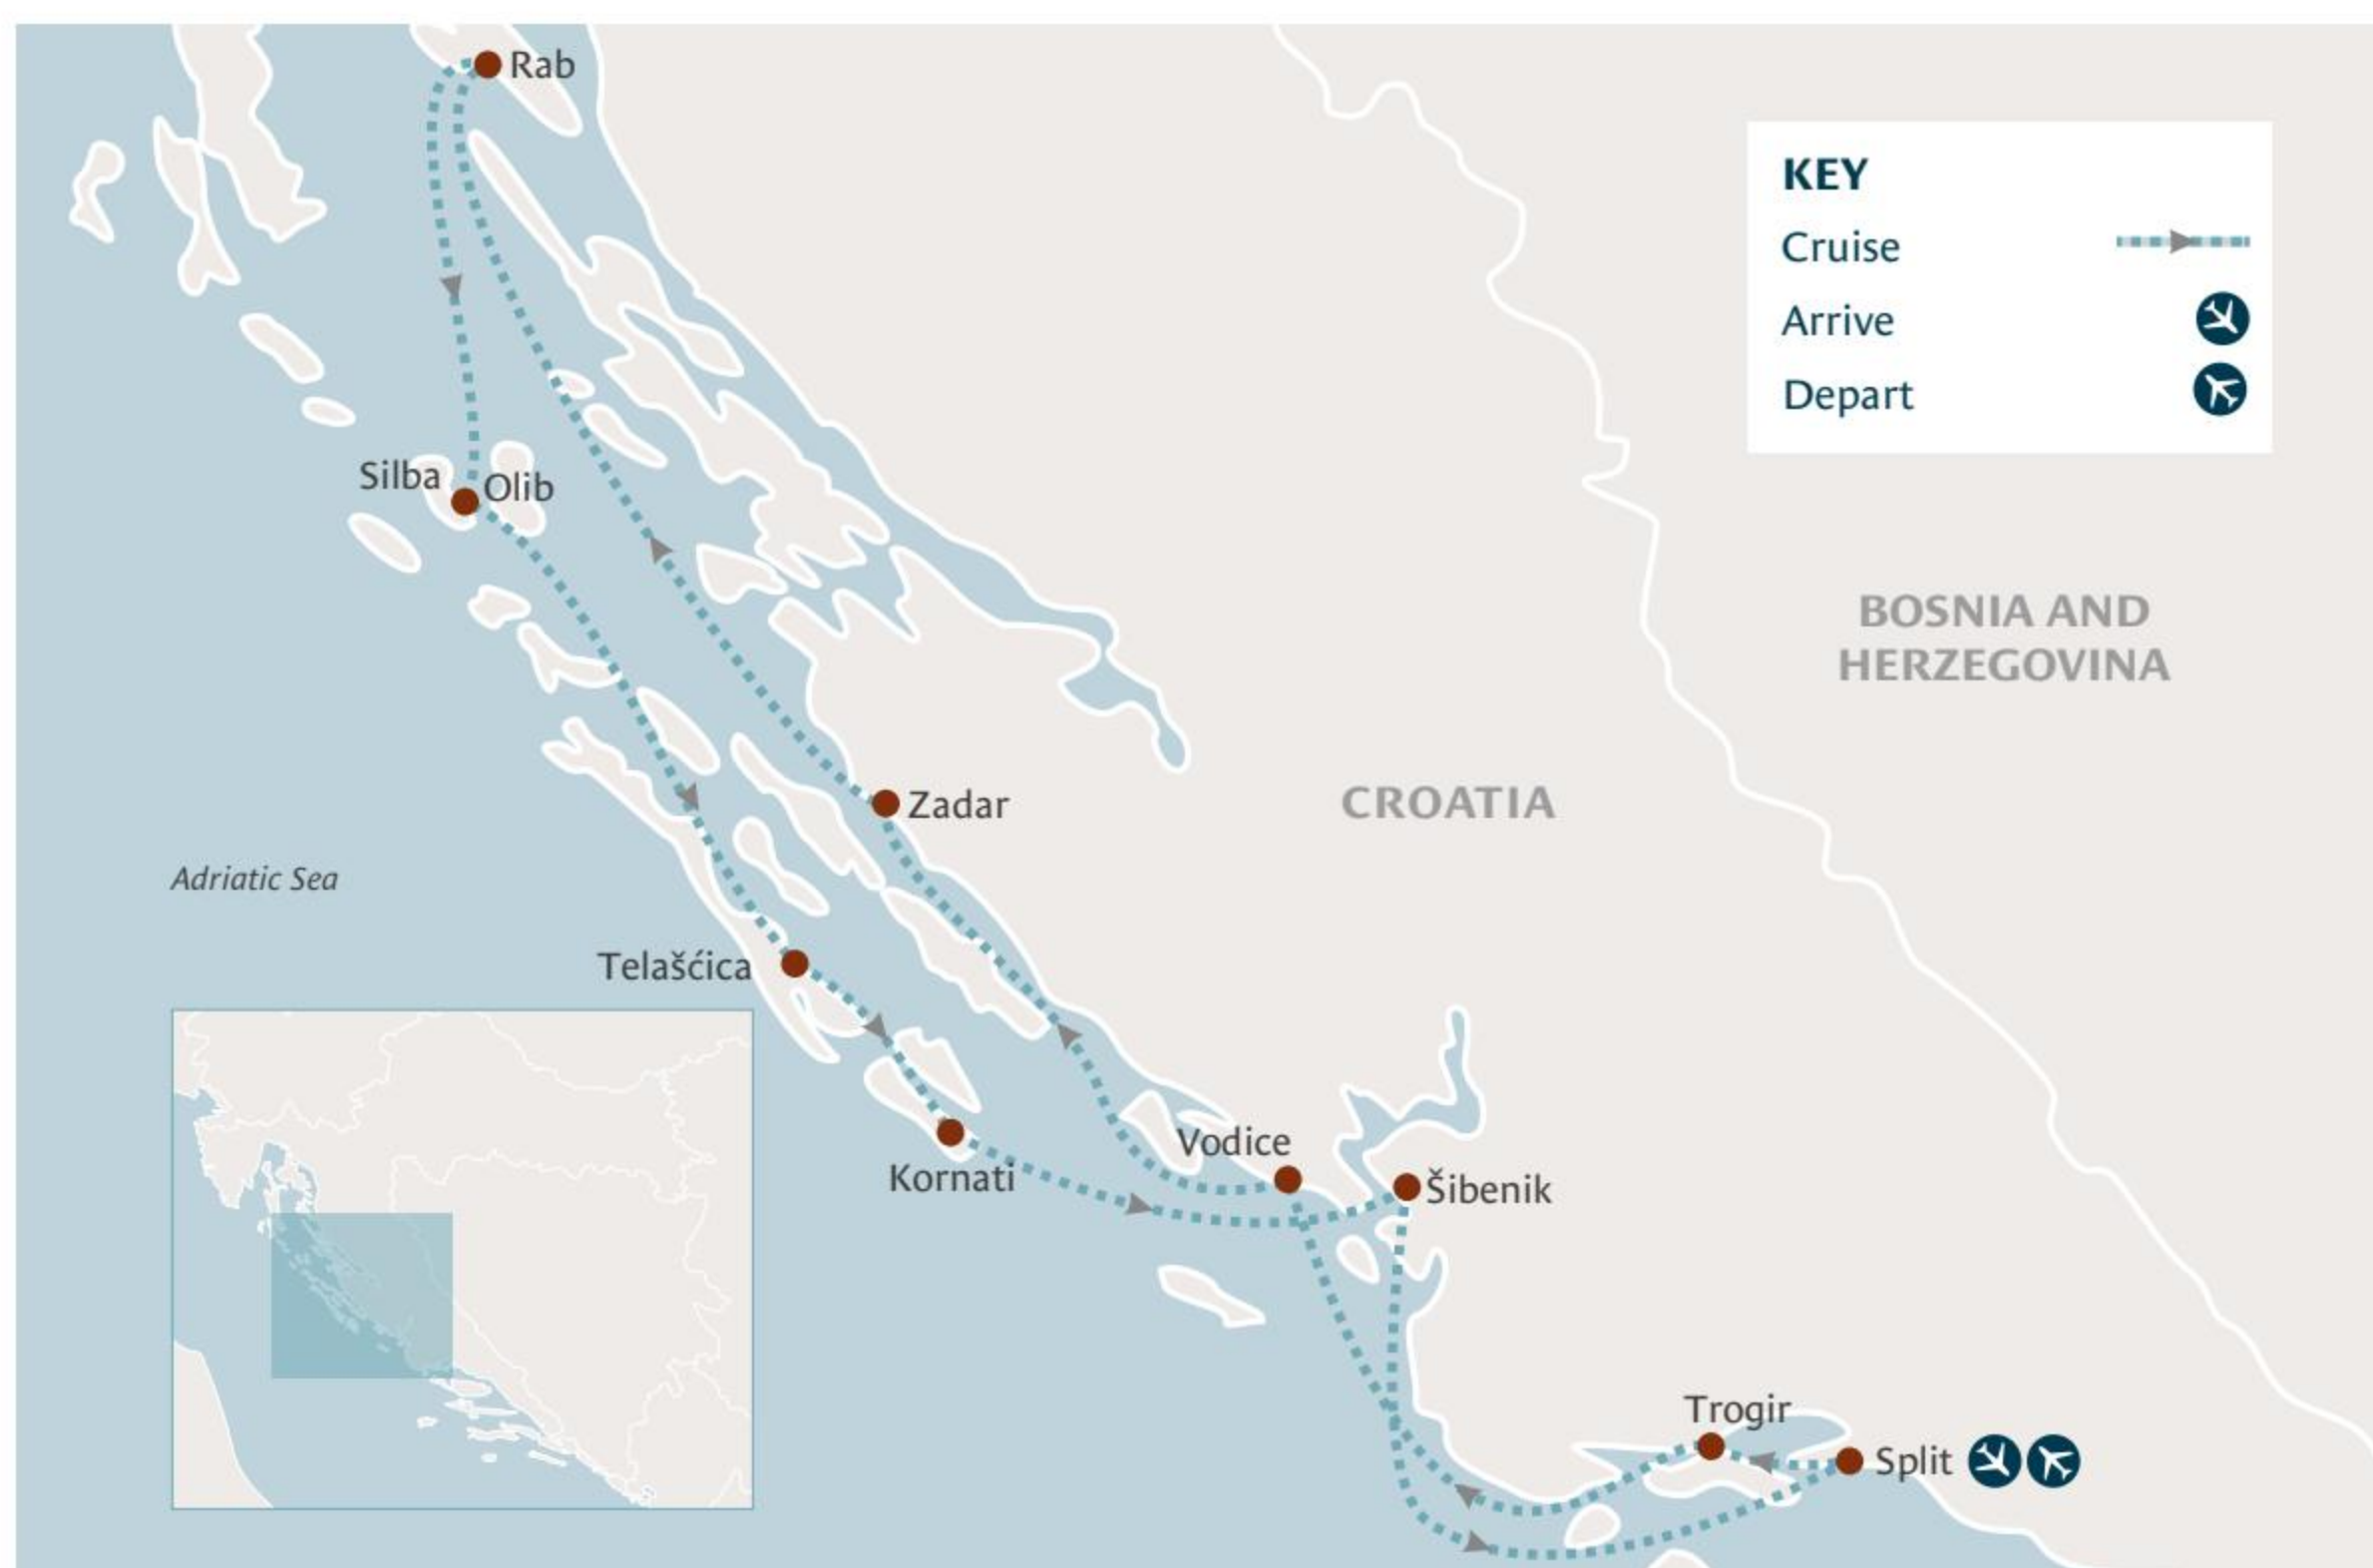 Rab
KEY
Cruise
Arrive
Depart
Silba
Olib
BOSNIA AND
HERZEGOVINA
Zadar
CROATIA
Adriatic Sea
Telašćica
Vodice
Kornati
Šibenik
Trogir
Split